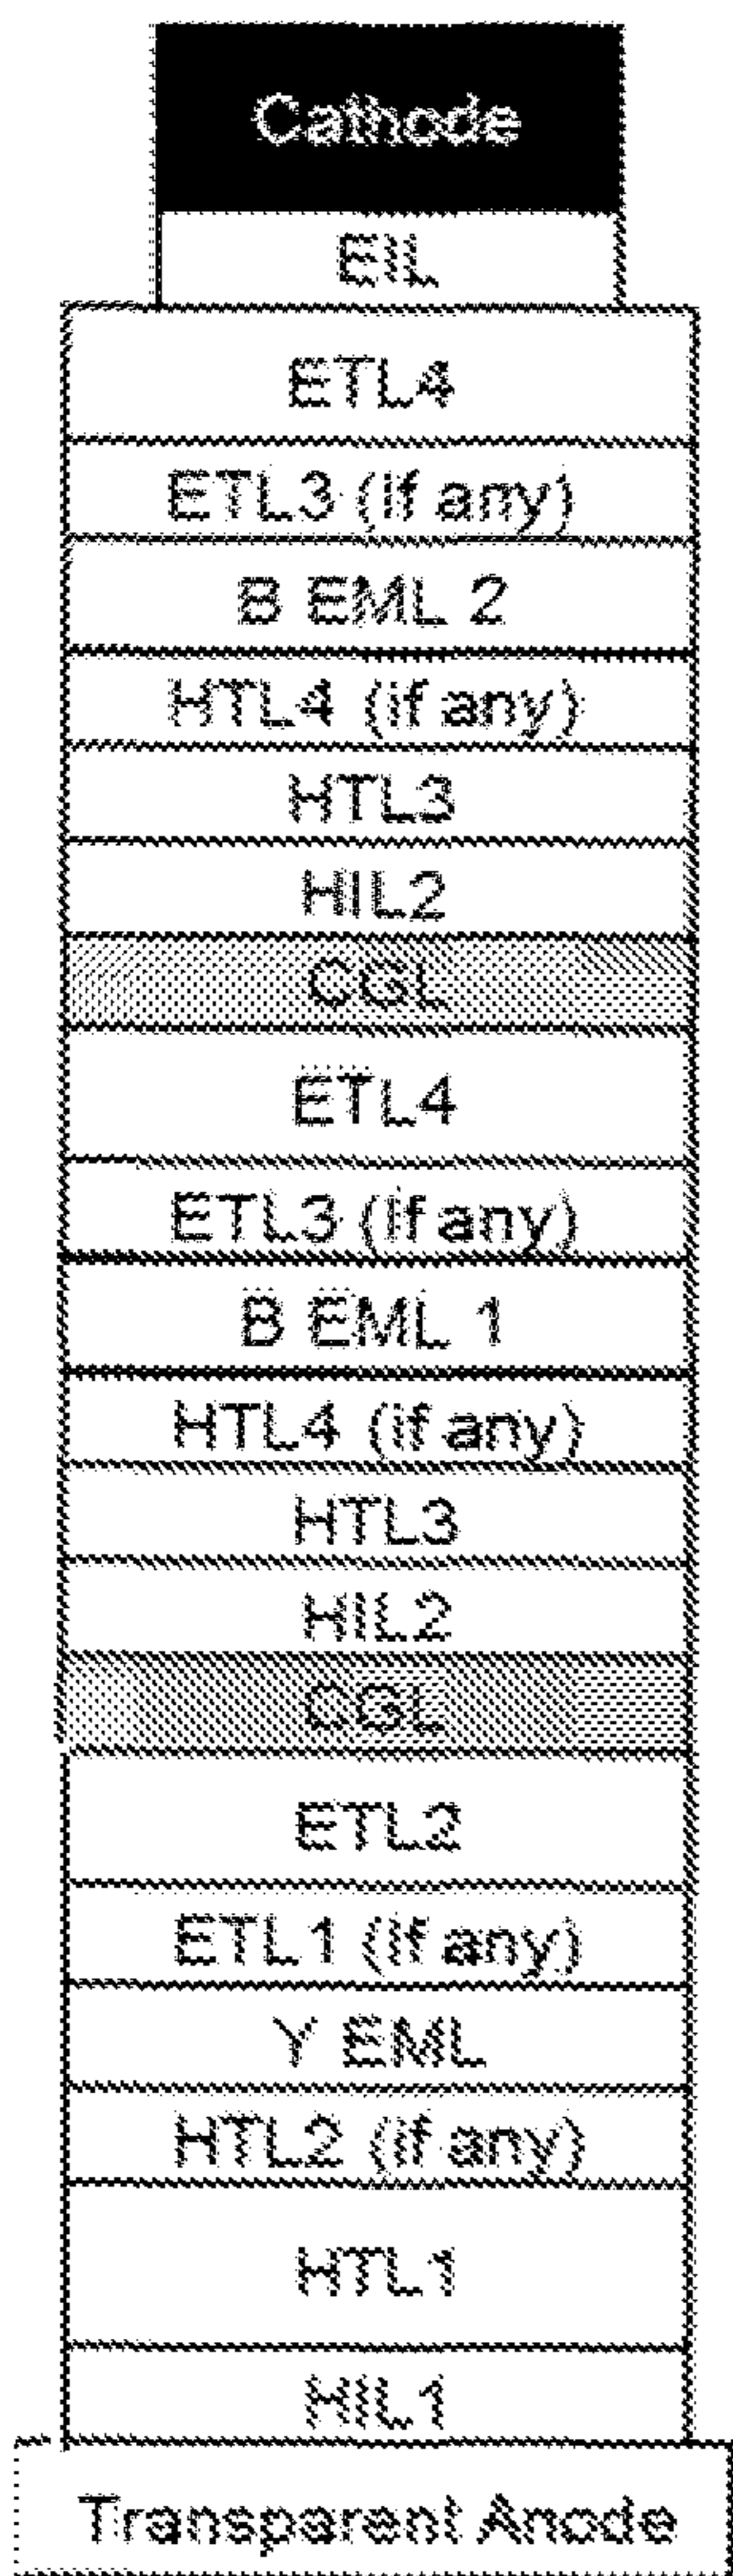 Cathode
EIL
ETL4
ETL3 (if any)
B EML 2
HTL4 (if any)
HTL3
HIL2
CGL
ETL4
ETL3 (if any)
B EML 1
HTL4 (if any)
HTL3
HIL2
CGL
ETL2
ETL1 (if any)
Y EML
HTL2 (if any)
HTL1
HIL1
Transparent Anode